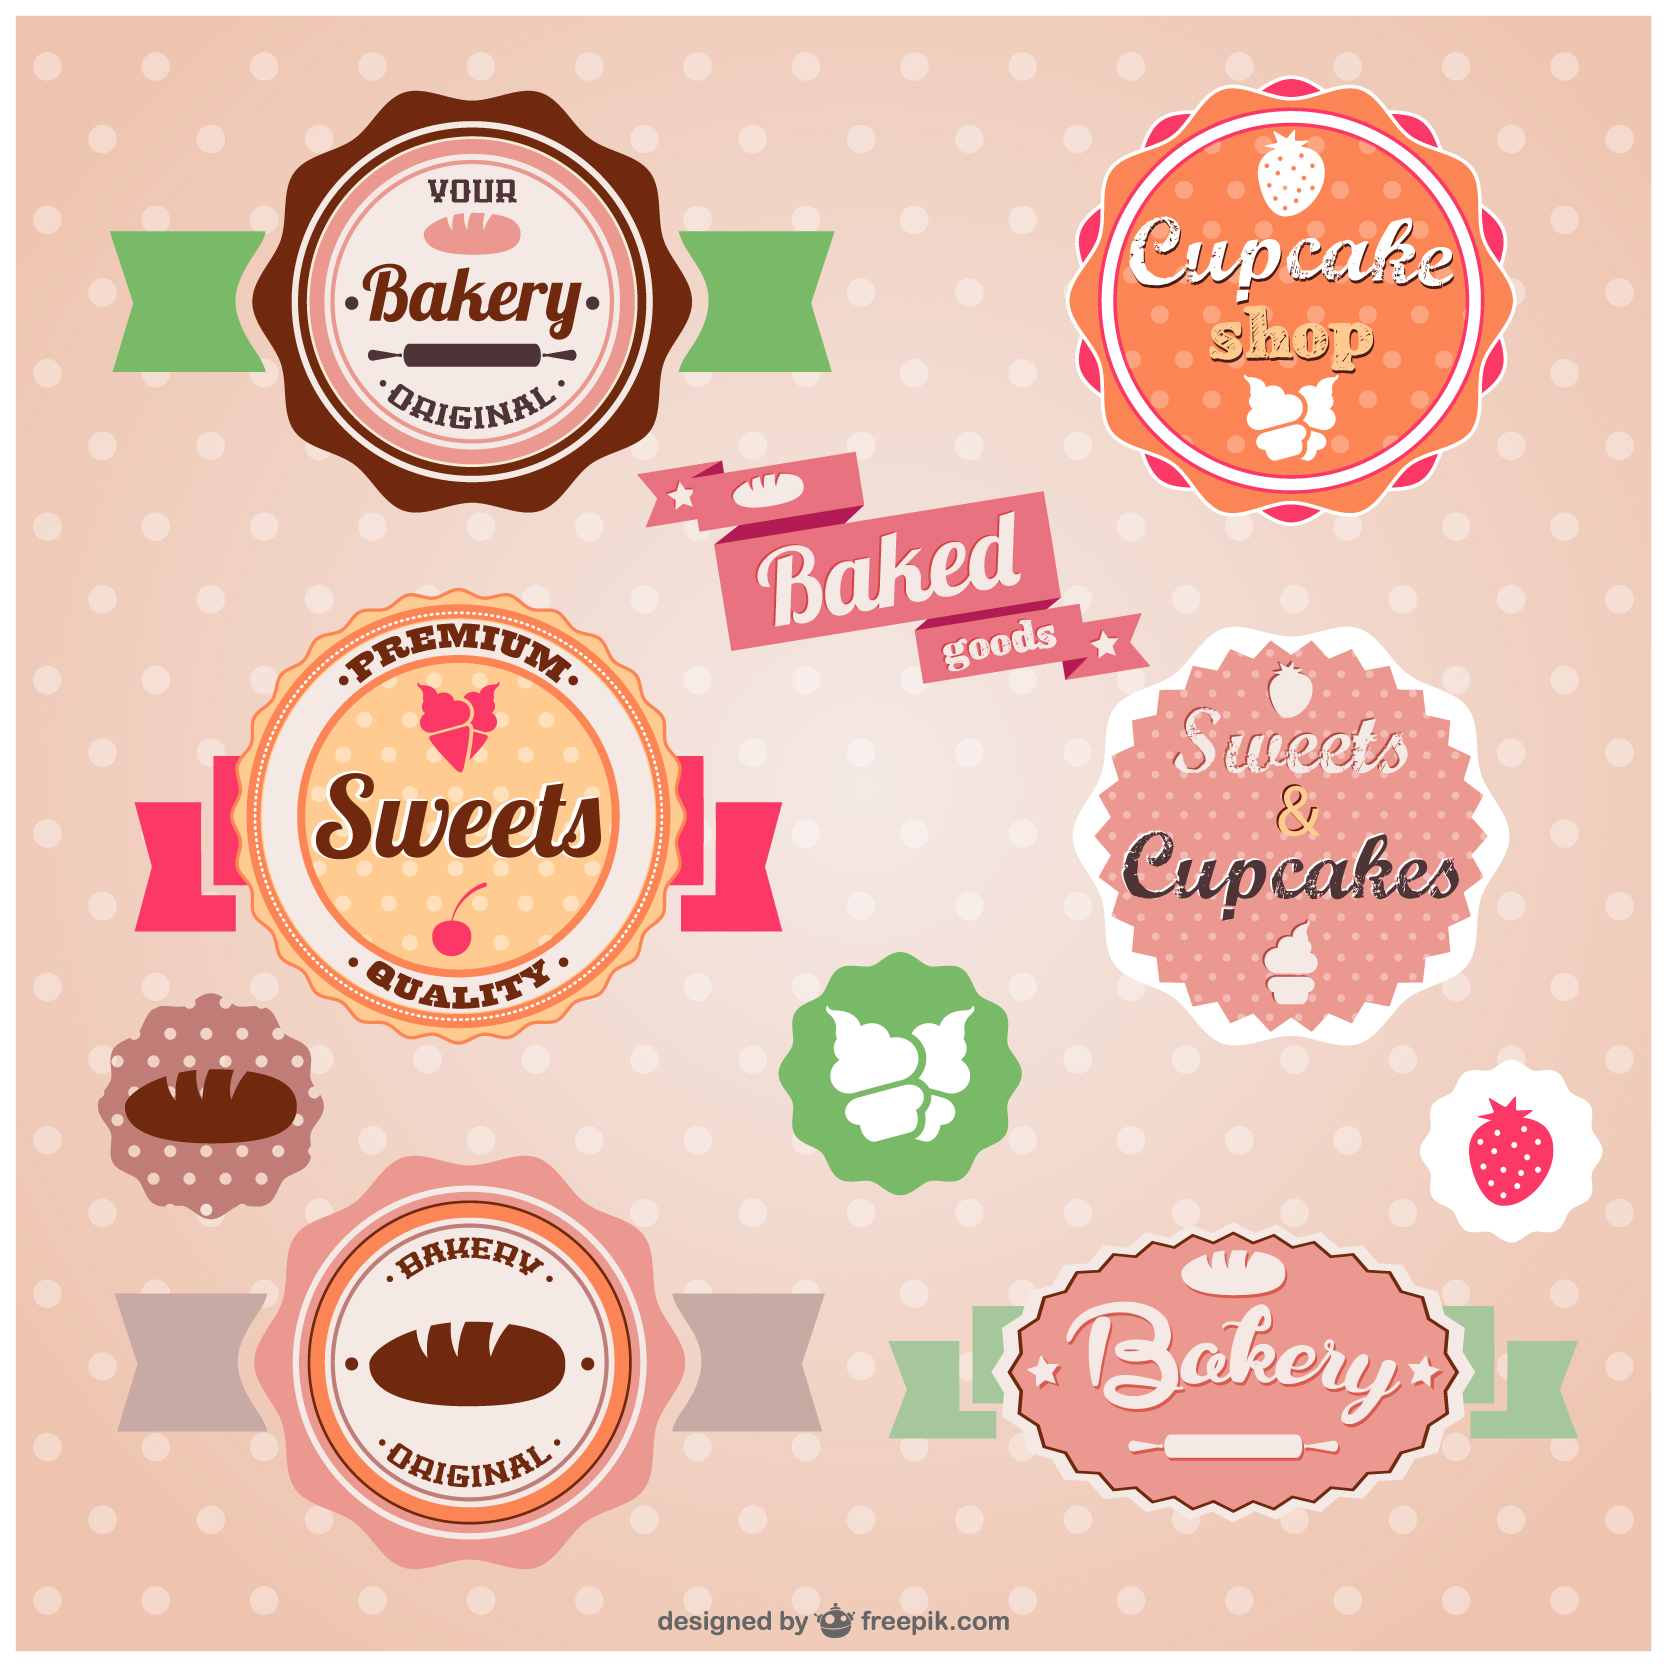 YOUR
Bakery
ORIGINAL
Cupcake
shop
Baked
goods
PREMIUM
Sweets
QUALITY
Sweets
&
Cupcakes
BAKERY
ORIGINAL
Bakery
designed by freepik.com